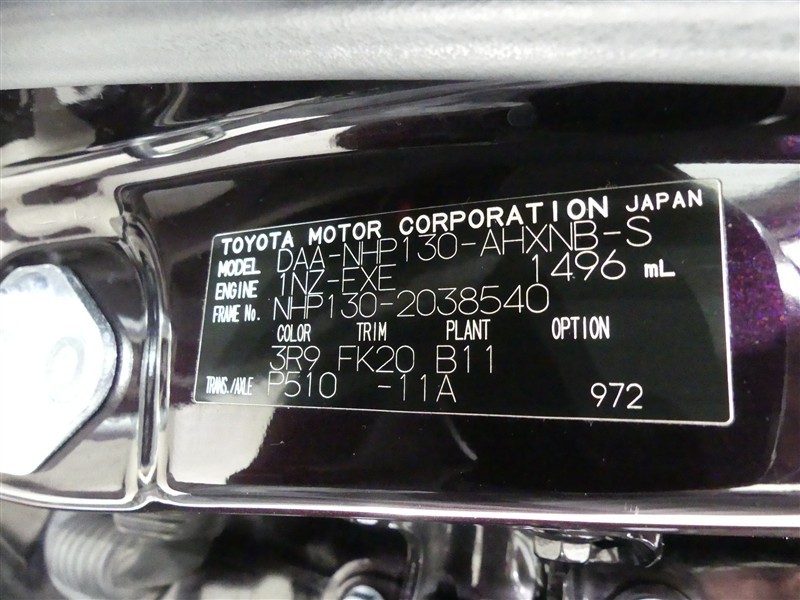 TOYOTA MOTOR CORPORATION JAPAN
MODEL DAA-NHP130-AHXNB-S
ENGINE 1NZ-EXE 1496 mL
FRAME No. NHP130-2038540
COLOR TRIM PLANT OPTION
3R9 FK20 B11
TRANS./AXLE P510 -11A 972